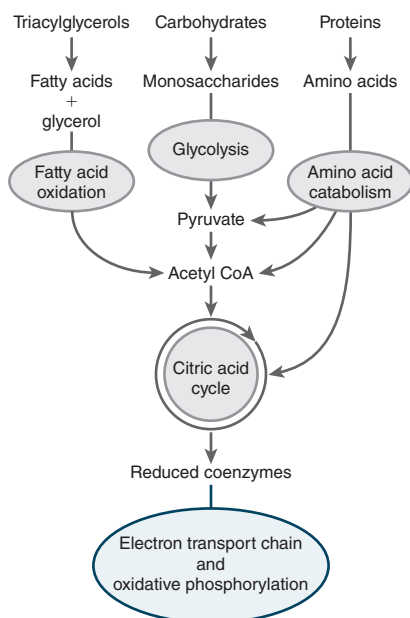 Triacylglycerols
Carbohydrates
Proteins
Fatty acids
+
glycerol
Monosaccharides
Amino acids
Glycolysis
Fatty acid
oxidation
Amino acid
catabolism
Pyruvate
Acetyl CoA
Citric acid
cycle
Reduced coenzymes
Electron transport chain
and
oxidative phosphorylation